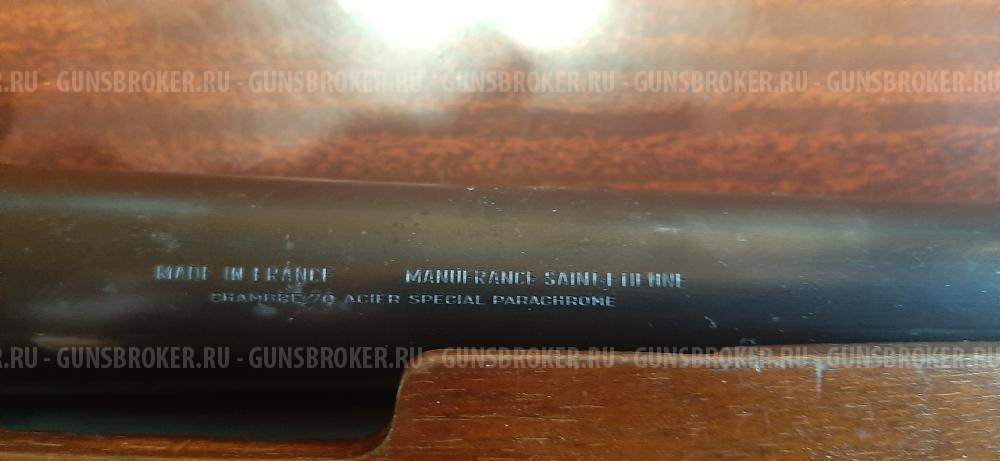 .RU - GUNSBROKER.RU - GUNSBROKER.RU - GUNSBROKER.RU - GUNSBROKER.RU - GUNSBROKER.RU
MADE IN FRANCE MANUFRANCE SAINT-ETIENNE
CHAMBRE 70 ACIER SPECIAL PARACHROME
.RU - GUNSBROKER.RU - GUNSBROKER.RU - GUNSBROKER.RU - GUNSBROKER.RU - GUNSBROKER.RU